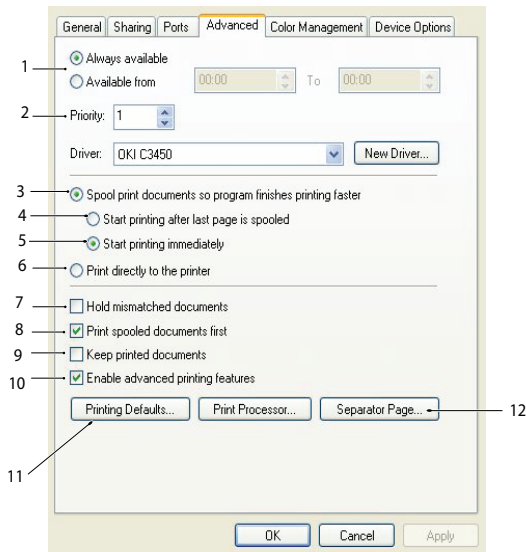 General Sharing Ports Advanced Color Management Device Options
1 Always available
Available from 00:00 To 00:00
2 Priority: 1
Driver: OKI C3450 New Driver...
3 Spool print documents so program finishes printing faster
4 Start printing after last page is spooled
5 Start printing immediately
6 Print directly to the printer
7 Hold mismatched documents
8 Print spooled documents first
9 Keep printed documents
10 Enable advanced printing features
Printing Defaults... Print Processor... Separator Page... 12
11
OK Cancel Apply